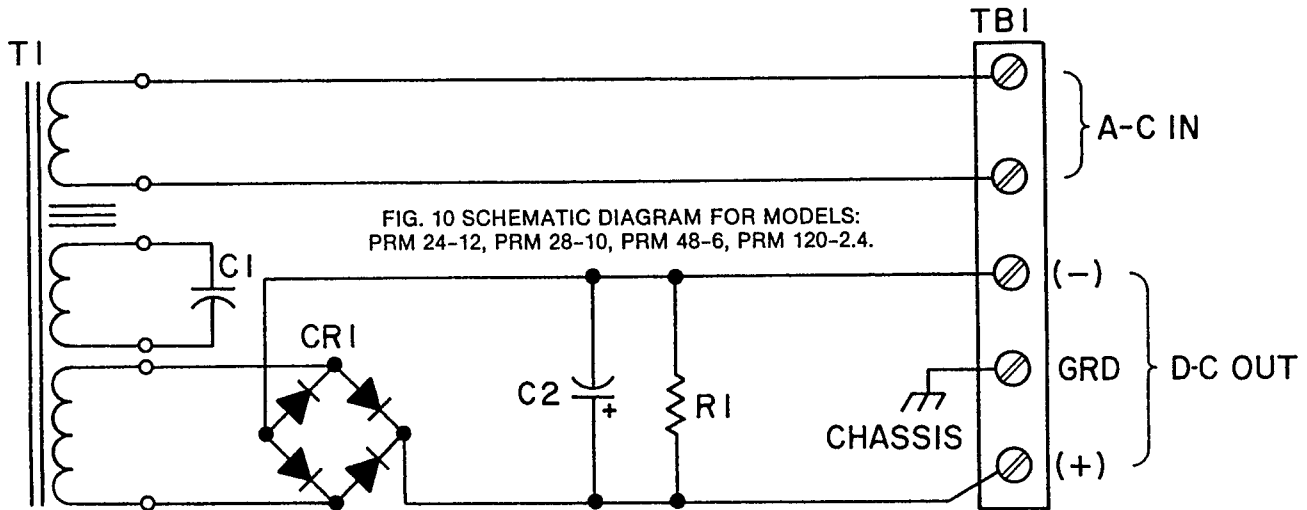 TB1
T1
A-C IN
FIG. 10 SCHEMATIC DIAGRAM FOR MODELS:
PRM 24-12, PRM 28-10, PRM 48-6, PRM 120-2.4.
C1
(-)
CR1
C2
+
R1
GRD
D-C OUT
CHASSIS
(+)